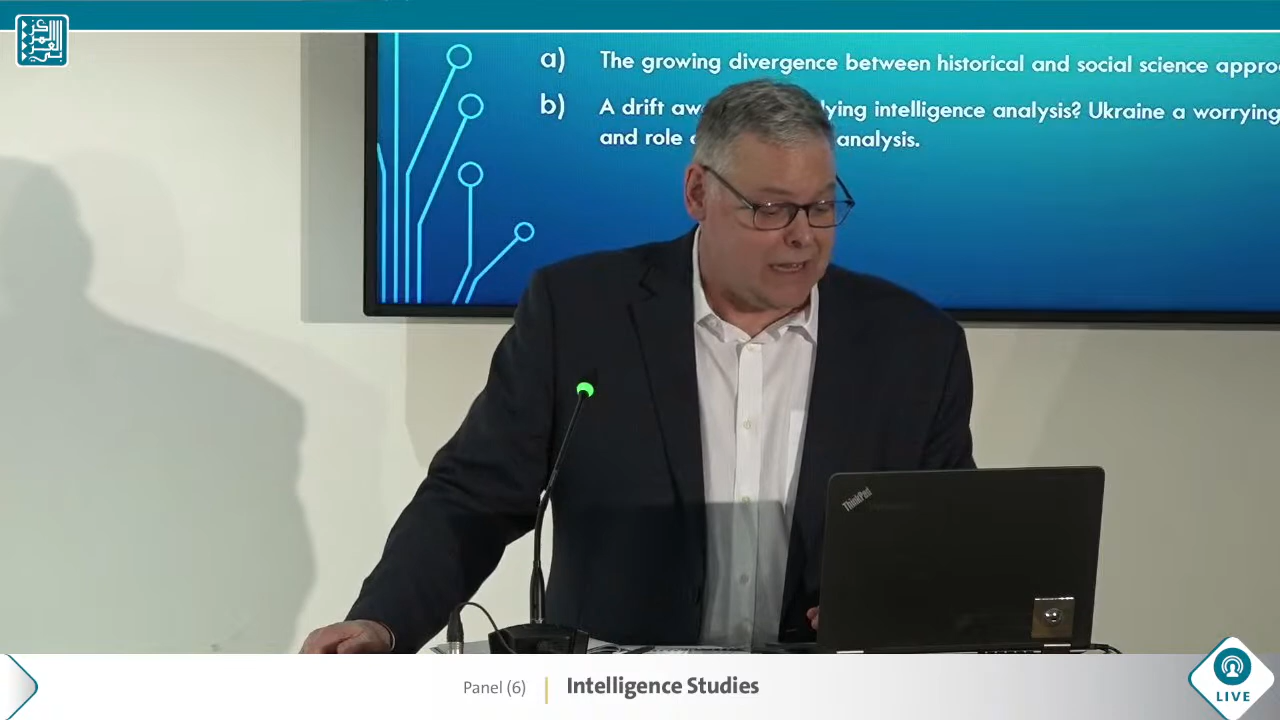 a) The growing divergence between historical and social science appro
b) A drift aw lying intelligence analysis? Ukraine a worrying
and role analysis.
ThinkPad
Panel (6) Intelligence Studies
LIVE